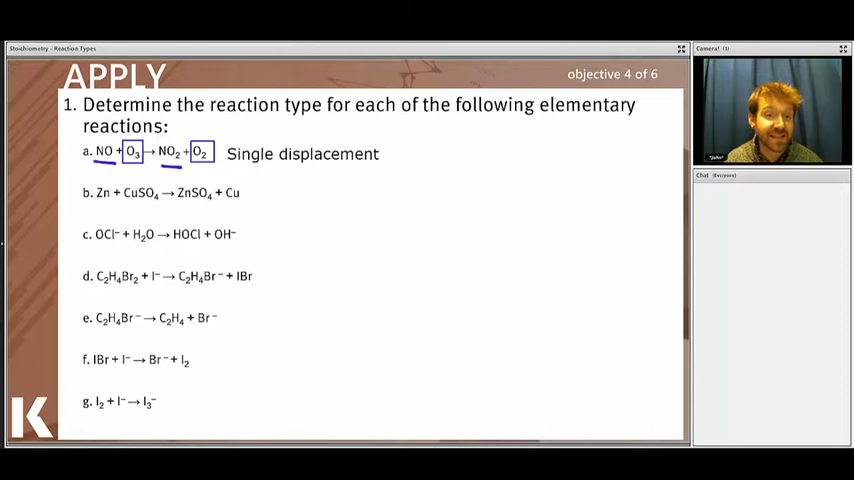 Stoichiometry - Reaction Types
Camera! (1)
APPLY
objective 4 of 6
1. Determine the reaction type for each of the following elementary
reactions:
a. NO + O₃ → NO₂ + O₂ Single displacement
b. Zn + CuSO₄ → ZnSO₄ + Cu
c. OCl⁻ + H₂O → HOCl + OH⁻
d. C₂H₄Br₂ + I⁻ → C₂H₄Br⁻ + IBr
e. C₂H₄Br⁻ → C₂H₄ + Br⁻
f. IBr + I⁻ → Br⁻ + I₂
g. I₂ + I⁻ → I₃⁻
K
*John*
Chat (Everyone)